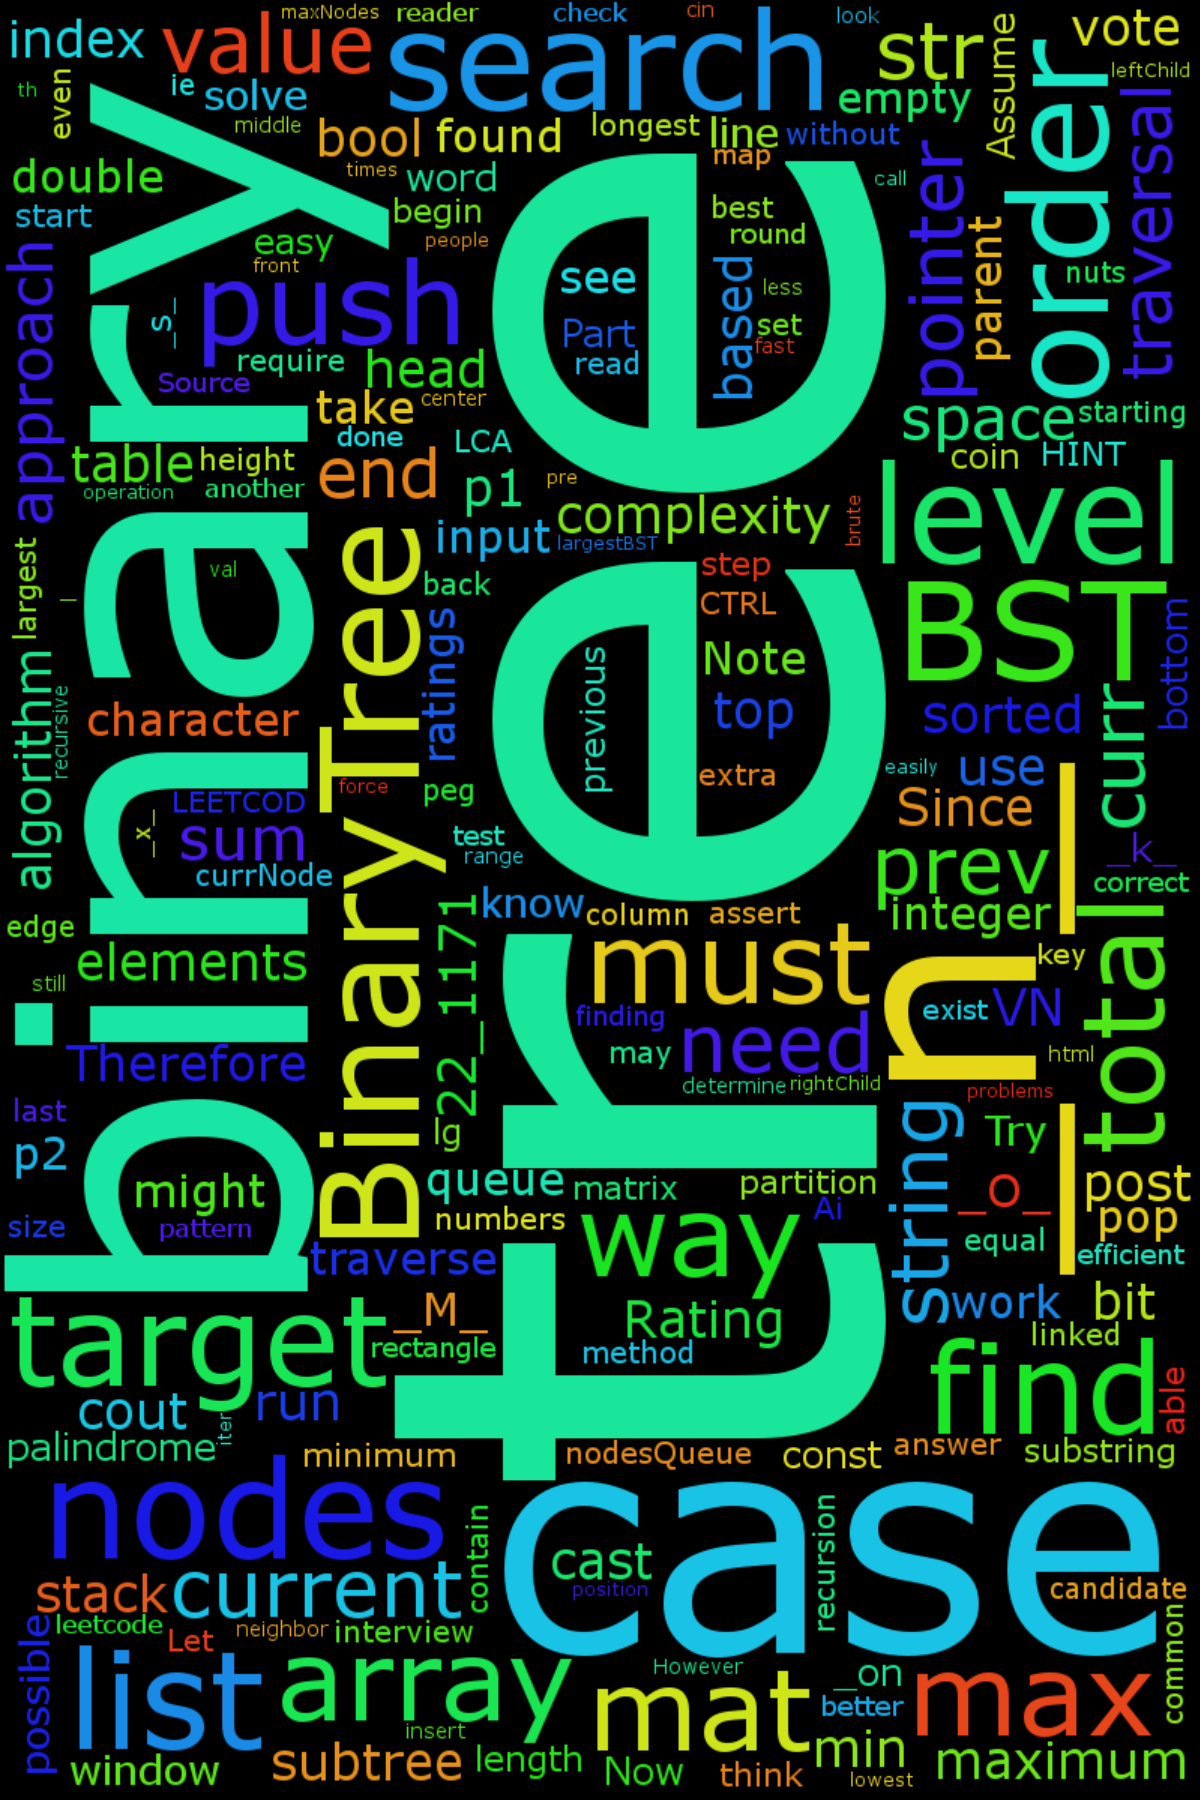 maxNodes
reader
check
cin
look
index
value
search
str
Assume
vote
leftChild
th
even
ie
solve
empty
order
middle
bool
found
longest
line
without
map
times
word
call
double
start
begin
best
round
people
easy
front
pointer
parent
traversal
nuts
approach
binary
_s_
push
see
Part
read
based
less
set
fast
require
Source
head
take
center
space
starting
done
LCA
coin
HINT
table
height
end
p1
pre
operation
another
complexity
brute
level
input
largestBST
largest
_
val
back
step
CTRL
BST
bottom
algorithm
recursive
ratings
previous
Note
top
sorted
character
BinaryTree
tree
extra
easily
use
curr
force
peg
LEETCOD
_x_
sum
test
range
Since
_k_
currNode
prev
correct
know
column
assert
integer
edge
22_1171
must
elements
key
still
finding
need
exist
VN
_n_
total
Therefore
may
html
determine
rightChild
problems
last
lg
string
Try
p2
queue
matrix
partition
_o_
post
might
numbers
way
Ai
pop
size
pattern
equal
efficient
traverse
target
_M_
Rating
work
bit
rectangle
method
linked
find
able
cout
run
iter
palindrome
minimum
nodesQueue
const
answer
substring
nodes
contain
case
cast
position
recursion
candidate
stack
current
possible
leetcode
Let
neighbor
interview
common
list
array
However
_on
mat
better
max
insert
window
subtree
length
Now
think
min
lowest
maximum